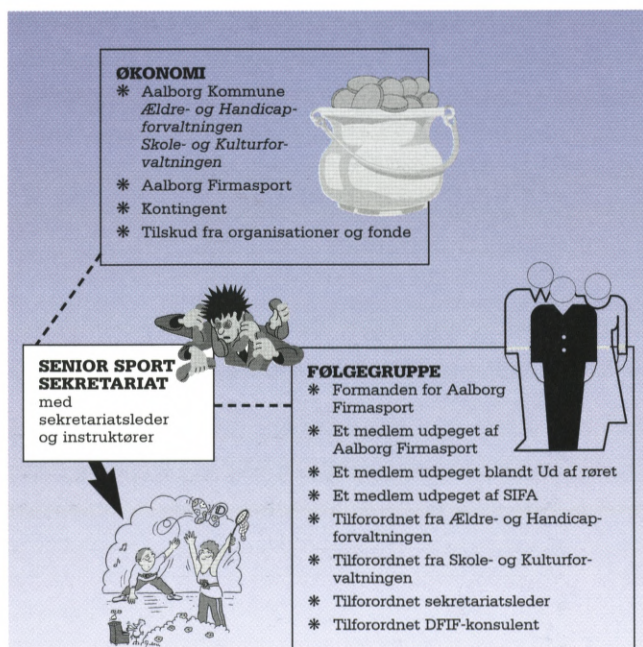 ØKONOMI
* Aalborg Kommune
Ældre- og Handicap-
forvaltningen
Skole- og Kulturfor-
valtningen
* Aalborg Firmasport
* Kontingent
* Tilskud fra organisationer og fonde
SENIOR SPORT
SEKRETARIAT
med
sekretariatsleder
og instruktører
FØLGEGRUPPE
* Formanden for Aalborg
Firmasport
* Et medlem udpeget af
Aalborg Firmasport
* Et medlem udpeget blandt Ud af røret
* Et medlem udpeget af SIFA
* Tilforordnet fra Ældre- og Handicap-
forvaltningen
* Tilforordnet fra Skole- og Kulturfor-
valtningen
* Tilforordnet sekretariatsleder
* Tilforordnet DFIF-konsulent